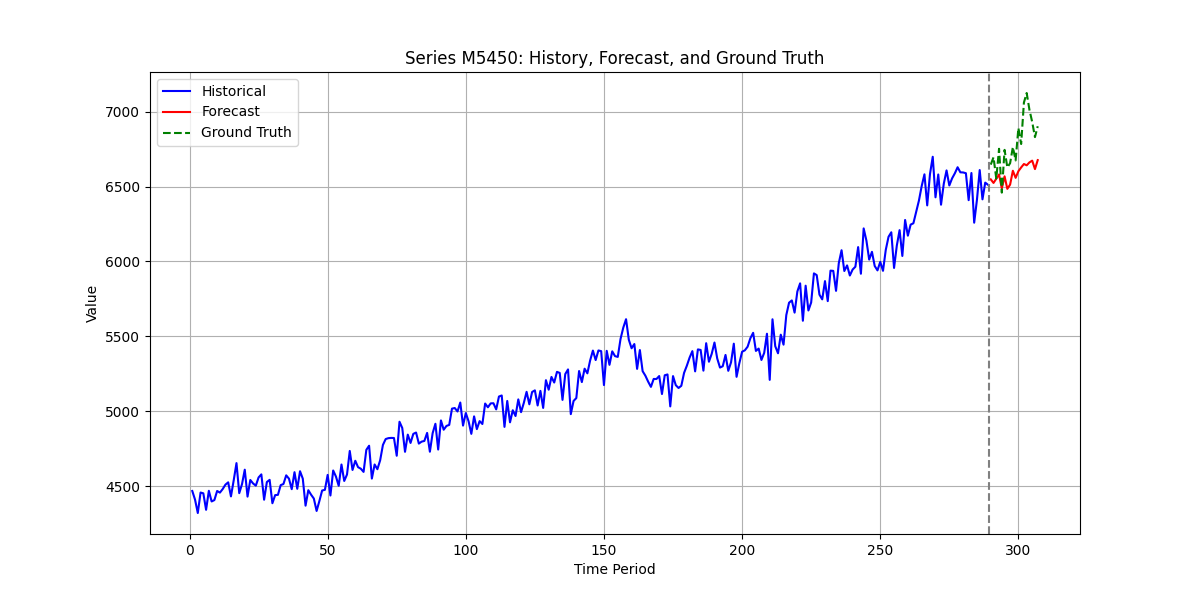 Series M5450: History, Forecast, and Ground Truth
Historical
Forecast
Ground Truth
7000
6500
6000
5500
5000
4500
Value
0 50 100 150 200 250 300
Time Period